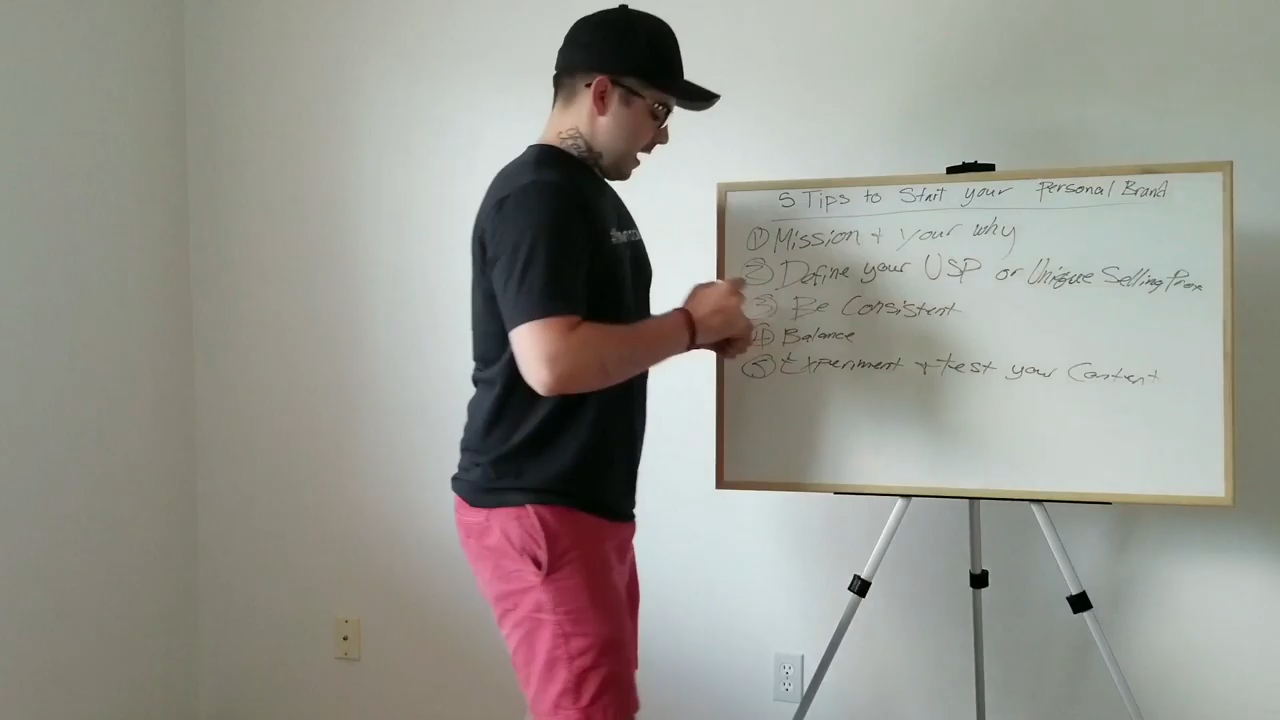 5 Tips to Start your Personal Brand
① Mission + your why
② Define your USP or Unique Selling Prop
③ Be Consistent
④ Balance
⑤ Experiment + test your Content